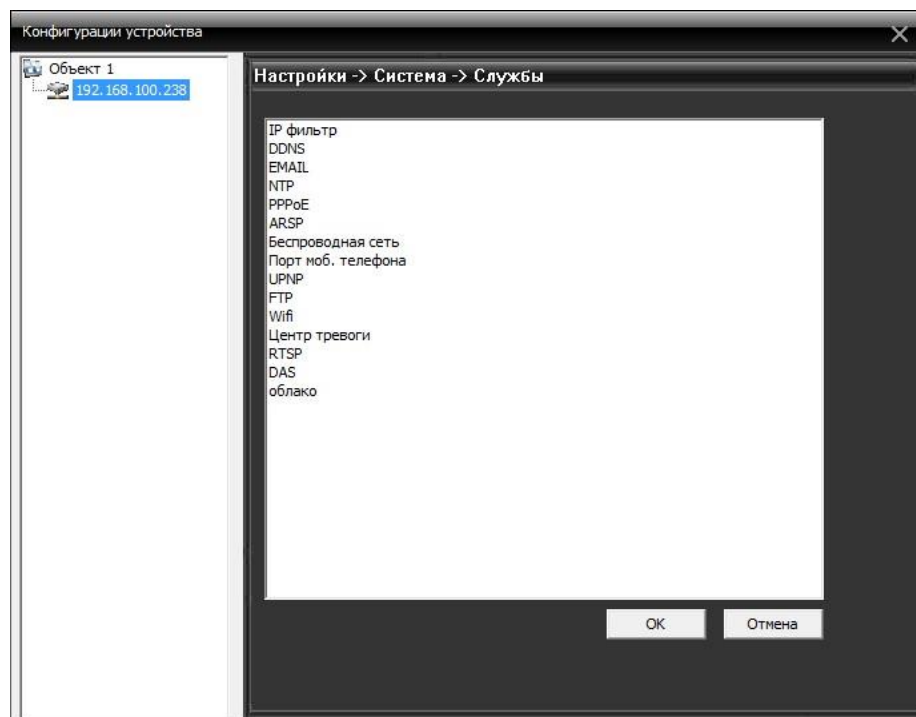 Конфигурации устройства
Объект 1
192.168.100.238
Настройки -> Система -> Службы
IP фильтр
DDNS
EMAIL
NTP
PPPoE
ARSP
Беспроводная сеть
Порт моб. телефона
UPNP
FTP
Wifi
Центр тревоги
RTSP
DAS
облако
OK
Отмена